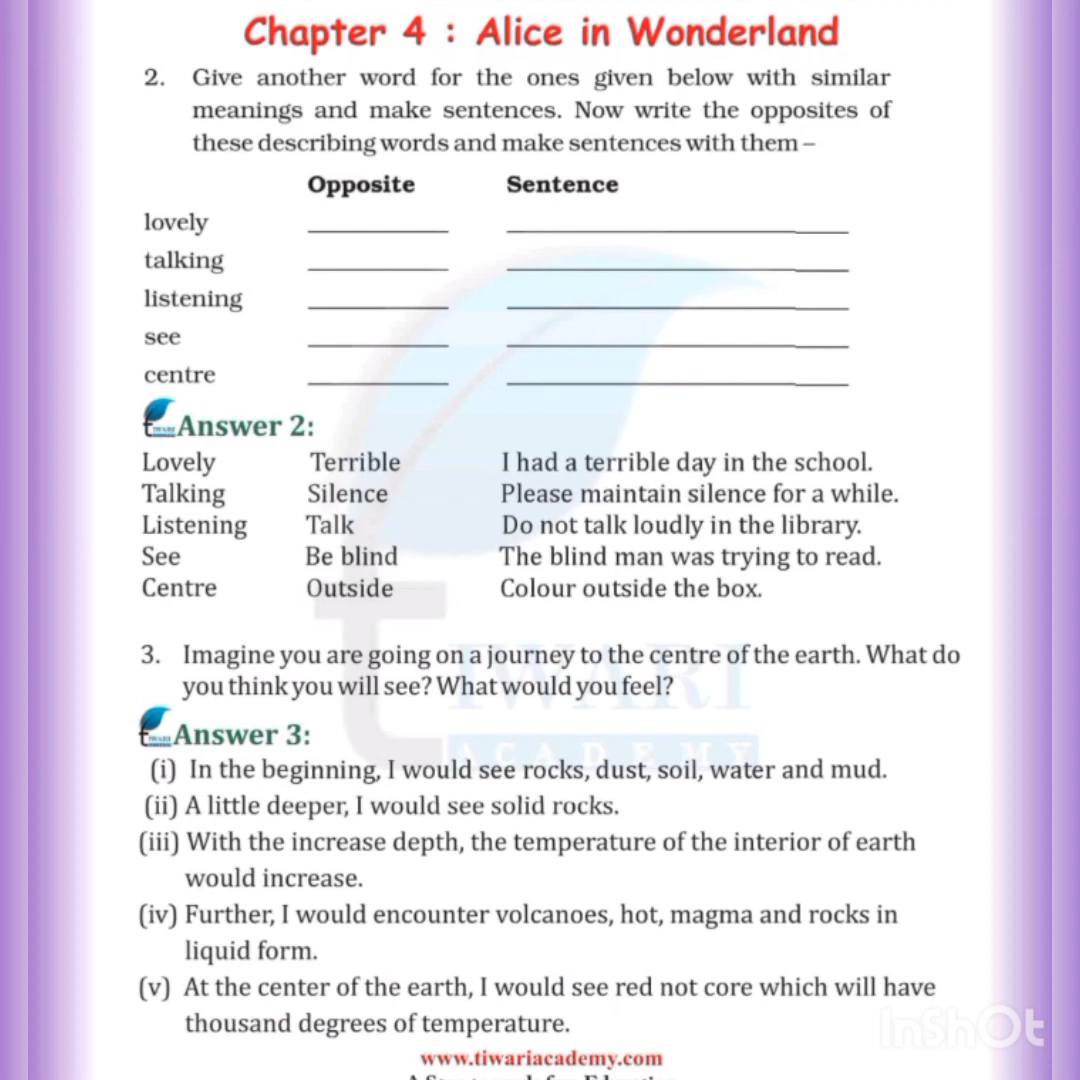 Chapter 4 : Alice in Wonderland
2. Give another word for the ones given below with similar
meanings and make sentences. Now write the opposites of
these describing words and make sentences with them –
Opposite Sentence
lovely
talking
listening
see
centre
Answer 2:
Lovely Terrible I had a terrible day in the school.
Talking Silence Please maintain silence for a while.
Listening Talk Do not talk loudly in the library.
See Be blind The blind man was trying to read.
Centre Outside Colour outside the box.
3. Imagine you are going on a journey to the centre of the earth. What do
you think you will see? What would you feel?
TIWARI
ACADEMY
Answer 3:
(i) In the beginning, I would see rocks, dust, soil, water and mud.
(ii) A little deeper, I would see solid rocks.
(iii) With the increase depth, the temperature of the interior of earth
would increase.
(iv) Further, I would encounter volcanoes, hot, magma and rocks in
liquid form.
(v) At the center of the earth, I would see red not core which will have
thousand degrees of temperature.
InShOt
www.tiwariacademy.com